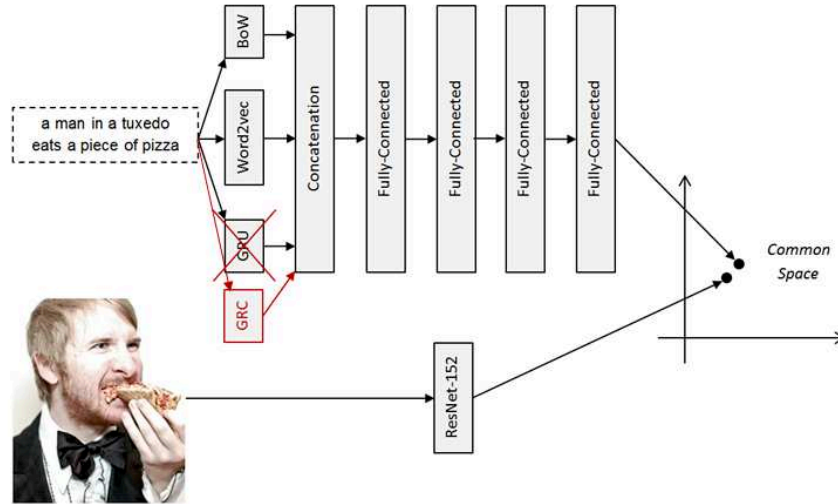 BoW
a man in a tuxedo
eats a piece of pizza
Word2vec
GRU
GRC
Concatenation
Fully-Connected
Fully-Connected
Fully-Connected
Fully-Connected
Common
Space
ResNet-152